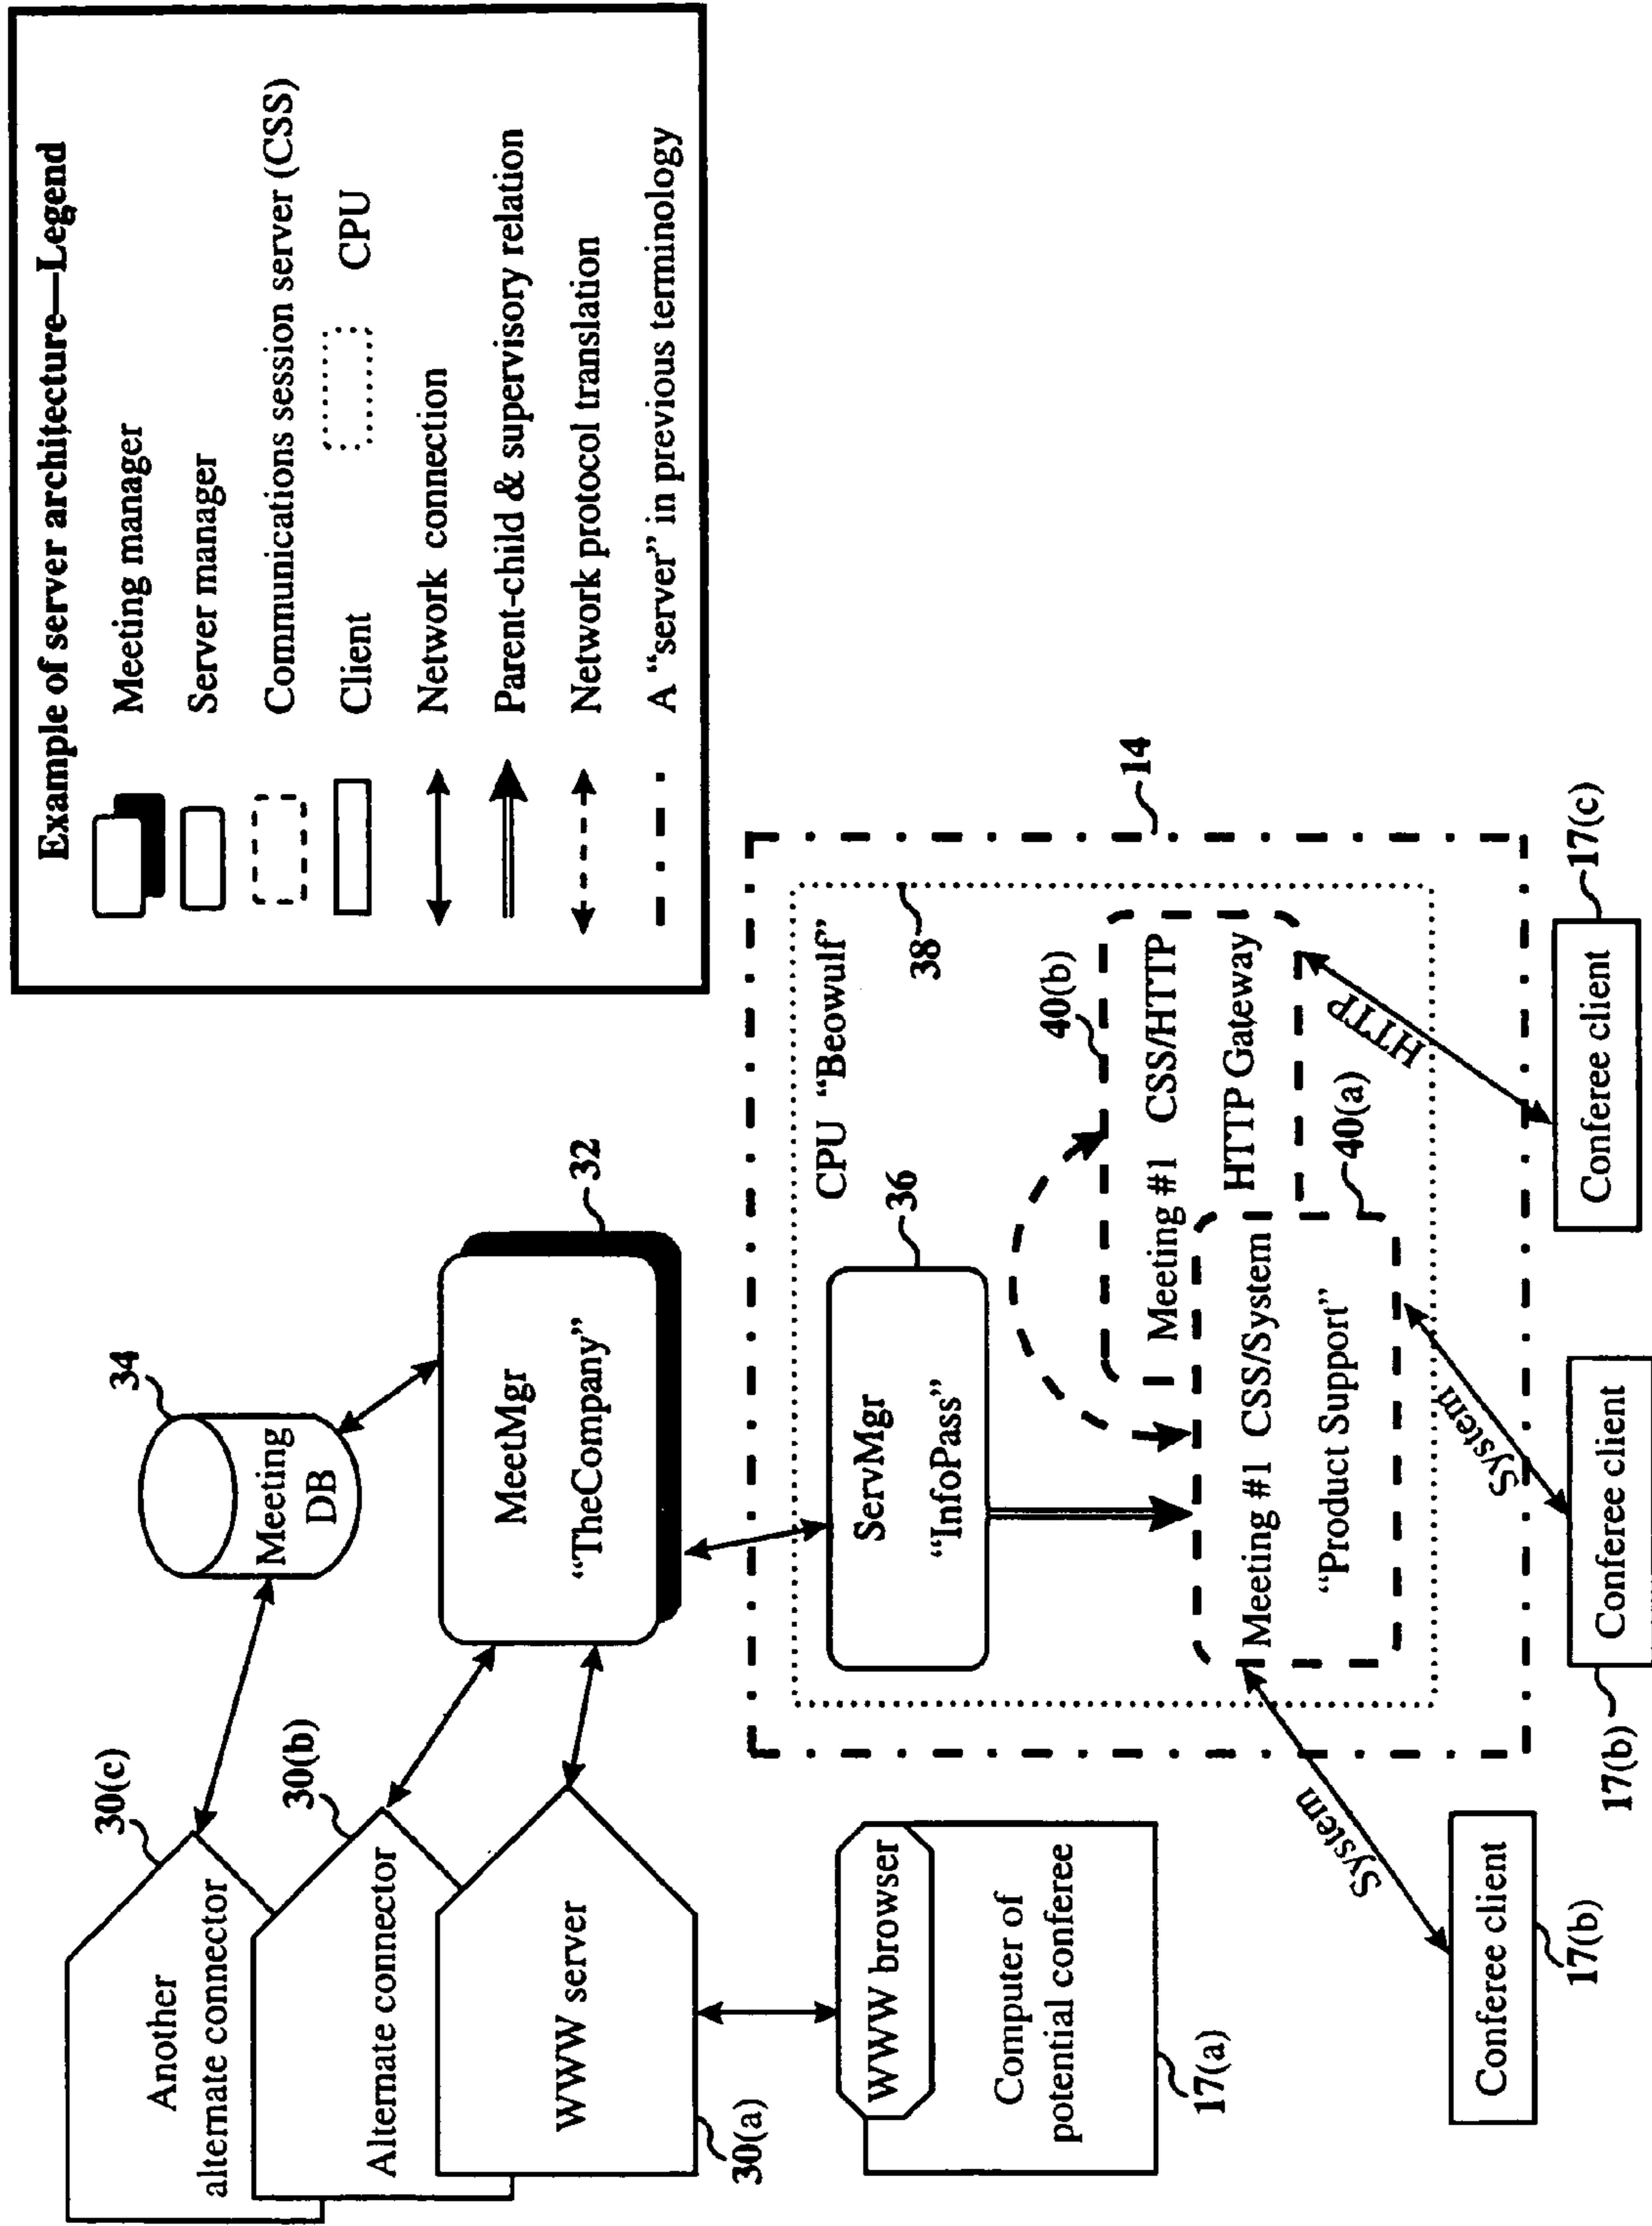 Example of server architecture—Legend
Meeting manager
Server manager
Communications session server (CSS)
Client
CPU
Network connection
Parent-child & supervisory relation
Network protocol translation
A “server” in previous terminology
30(c)
Another
alternate connector
30(b)
Alternate connector
WWW server
30(a)
34
Meeting
DB
MeetMgr
“TheCompany”
32
WWW browser
Computer of
potential conferee
17(a)
CPU “Beowulf”
ServMgr
“InfoPass”
36
38
14
40(b)
Meeting #1 CSS/HTTP
HTTP Gateway
Meeting #1 CSS/System
“Product Support”
40(a)
System
System
HTTP
Conferee client
17(b)
Conferee client
17(b)
Conferee client
17(c)